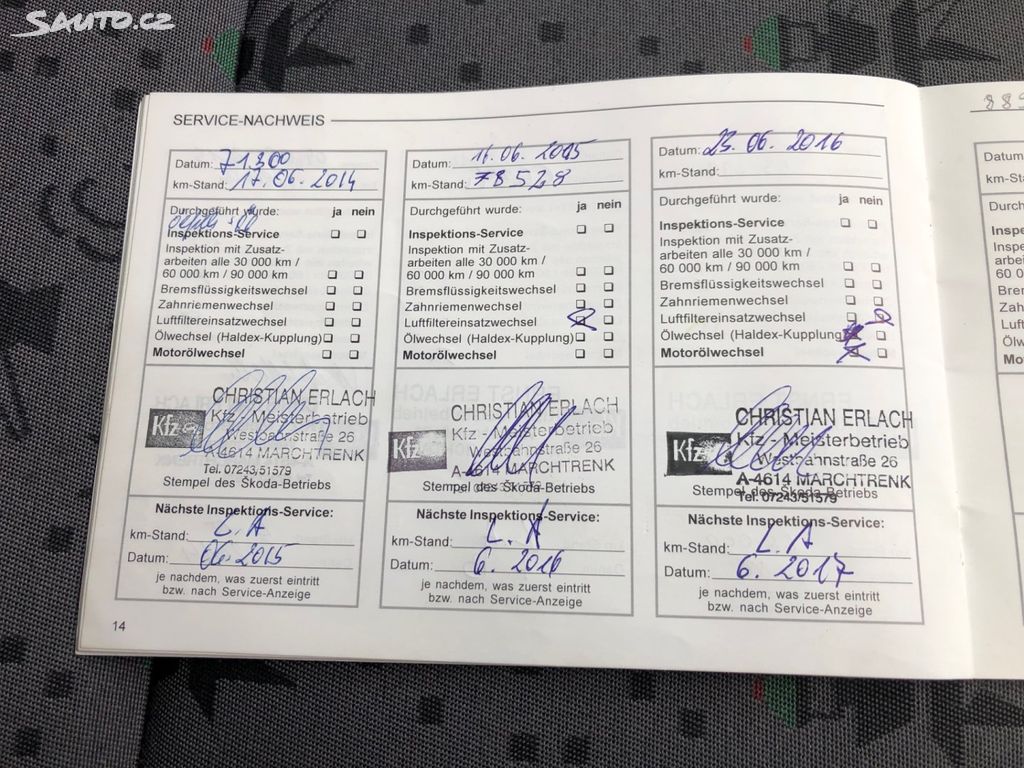 SAUTO.CZ
SERVICE-NACHWEIS
Datum: 71.300
km-Stand: 17.06.2014
Durchgeführt wurde: ja nein
Inspektions-Service
Inspektion mit Zusatz-
arbeiten alle 30 000 km /
60 000 km / 90 000 km
Bremsflüssigkeitswechsel
Zahnriemenwechsel
Luftfiltereinsatzwechsel
Ölwechsel (Haldex-Kupplung)
Motorölwechsel
CHRISTIAN ERLACH
Kfz Kfz - Meisterbetrieb
Westbahnstraße 26
A-4614 MARCHTRENK
Tel. 07243/51579
Stempel des Škoda-Betriebs
Nächste Inspektions-Service:
km-Stand: L.A
Datum: 06.2015
je nachdem, was zuerst eintritt
bzw. nach Service-Anzeige
Datum: 16.06.2015
km-Stand: 78528
Durchgeführt wurde: ja nein
Inspektions-Service
Inspektion mit Zusatz-
arbeiten alle 30 000 km /
60 000 km / 90 000 km
Bremsflüssigkeitswechsel
Zahnriemenwechsel
Luftfiltereinsatzwechsel
Ölwechsel (Haldex-Kupplung)
Motorölwechsel
CHRISTIAN ERLACH
Kfz Kfz - Meisterbetrieb
Westbahnstraße 26
A-4614 MARCHTRENK
Stempel des Škoda-Betriebs
Nächste Inspektions-Service:
km-Stand: L.A
Datum: 6. 2016
je nachdem, was zuerst eintritt
bzw. nach Service-Anzeige
Datum: 23.06.2016
km-Stand:
Durchgeführt wurde: ja nein
Inspektions-Service
Inspektion mit Zusatz-
arbeiten alle 30 000 km /
60 000 km / 90 000 km
Bremsflüssigkeitswechsel
Zahnriemenwechsel
Luftfiltereinsatzwechsel
Ölwechsel (Haldex-Kupplung)
Motorölwechsel
CHRISTIAN ERLACH
Kfz Kfz - Meisterbetrieb
Westbahnstraße 26
A-4614 MARCHTRENK
Stempel des Škoda-Betriebs
Tel. 07243/51579
Nächste Inspektions-Service:
km-Stand: L.A
Datum: 6. 2017
je nachdem, was zuerst eintritt
bzw. nach Service-Anzeige
14